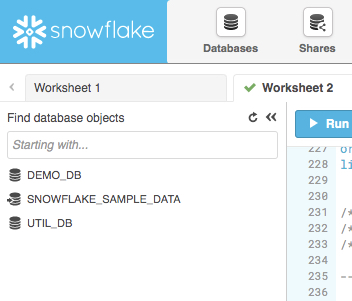 snowflake
Databases
Shares
Worksheet 1
Worksheet 2
Find database objects
Starting with...
Run
DEMO_DB
SNOWFLAKE_SAMPLE_DATA
UTIL_DB
227 or
228 li
229
230
231 /*
232 /*
233 /*
234
235 --
236